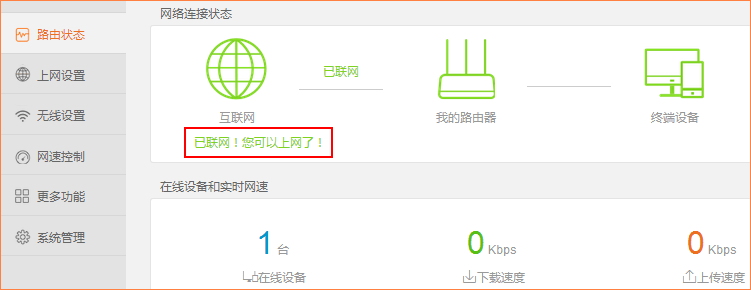 网络连接状态
路由状态
上网设置
无线设置
网速控制
更多功能
系统管理
已联网
互联网
我的路由器
终端设备
已联网！您可以上网了！
在线设备和实时网速
1 台
0 Kbps
0 Kbps
在线设备
下载速度
上传速度